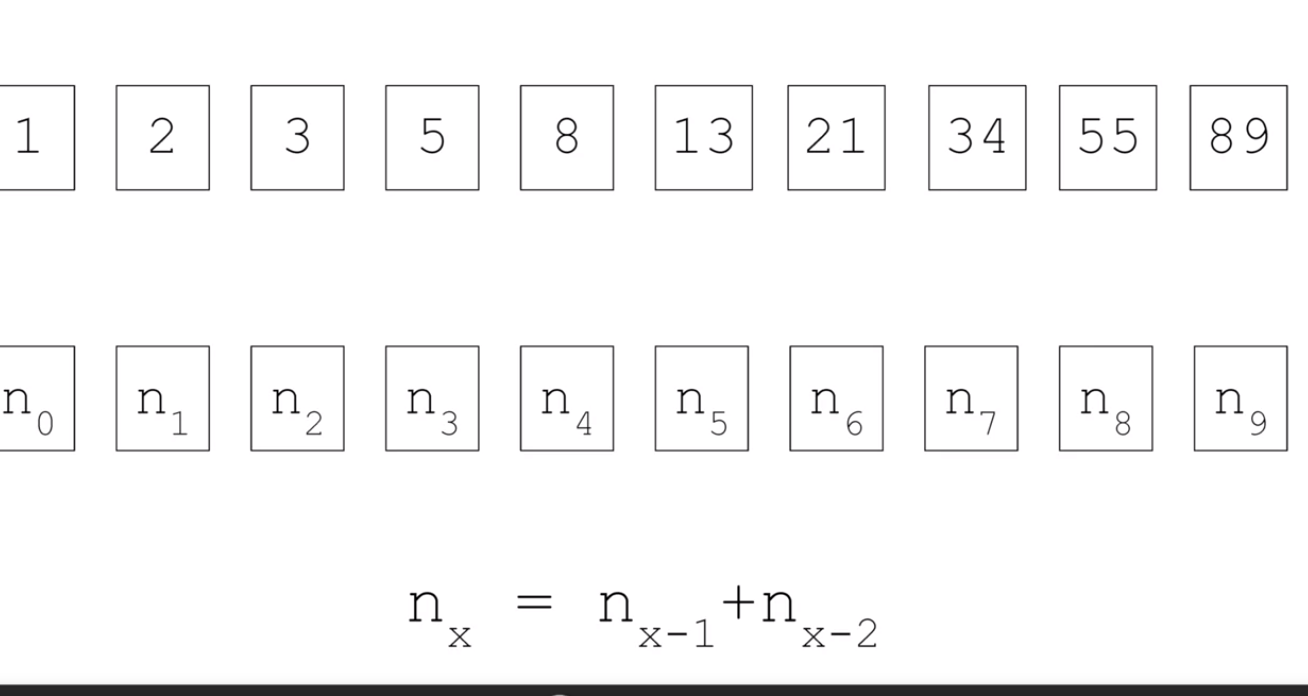 1 2 3 5 8 13 21 34 55 89
n₀ n₁ n₂ n₃ n₄ n₅ n₆ n₇ n₈ n₉
nₓ = nₓ₋₁+nₓ₋₂